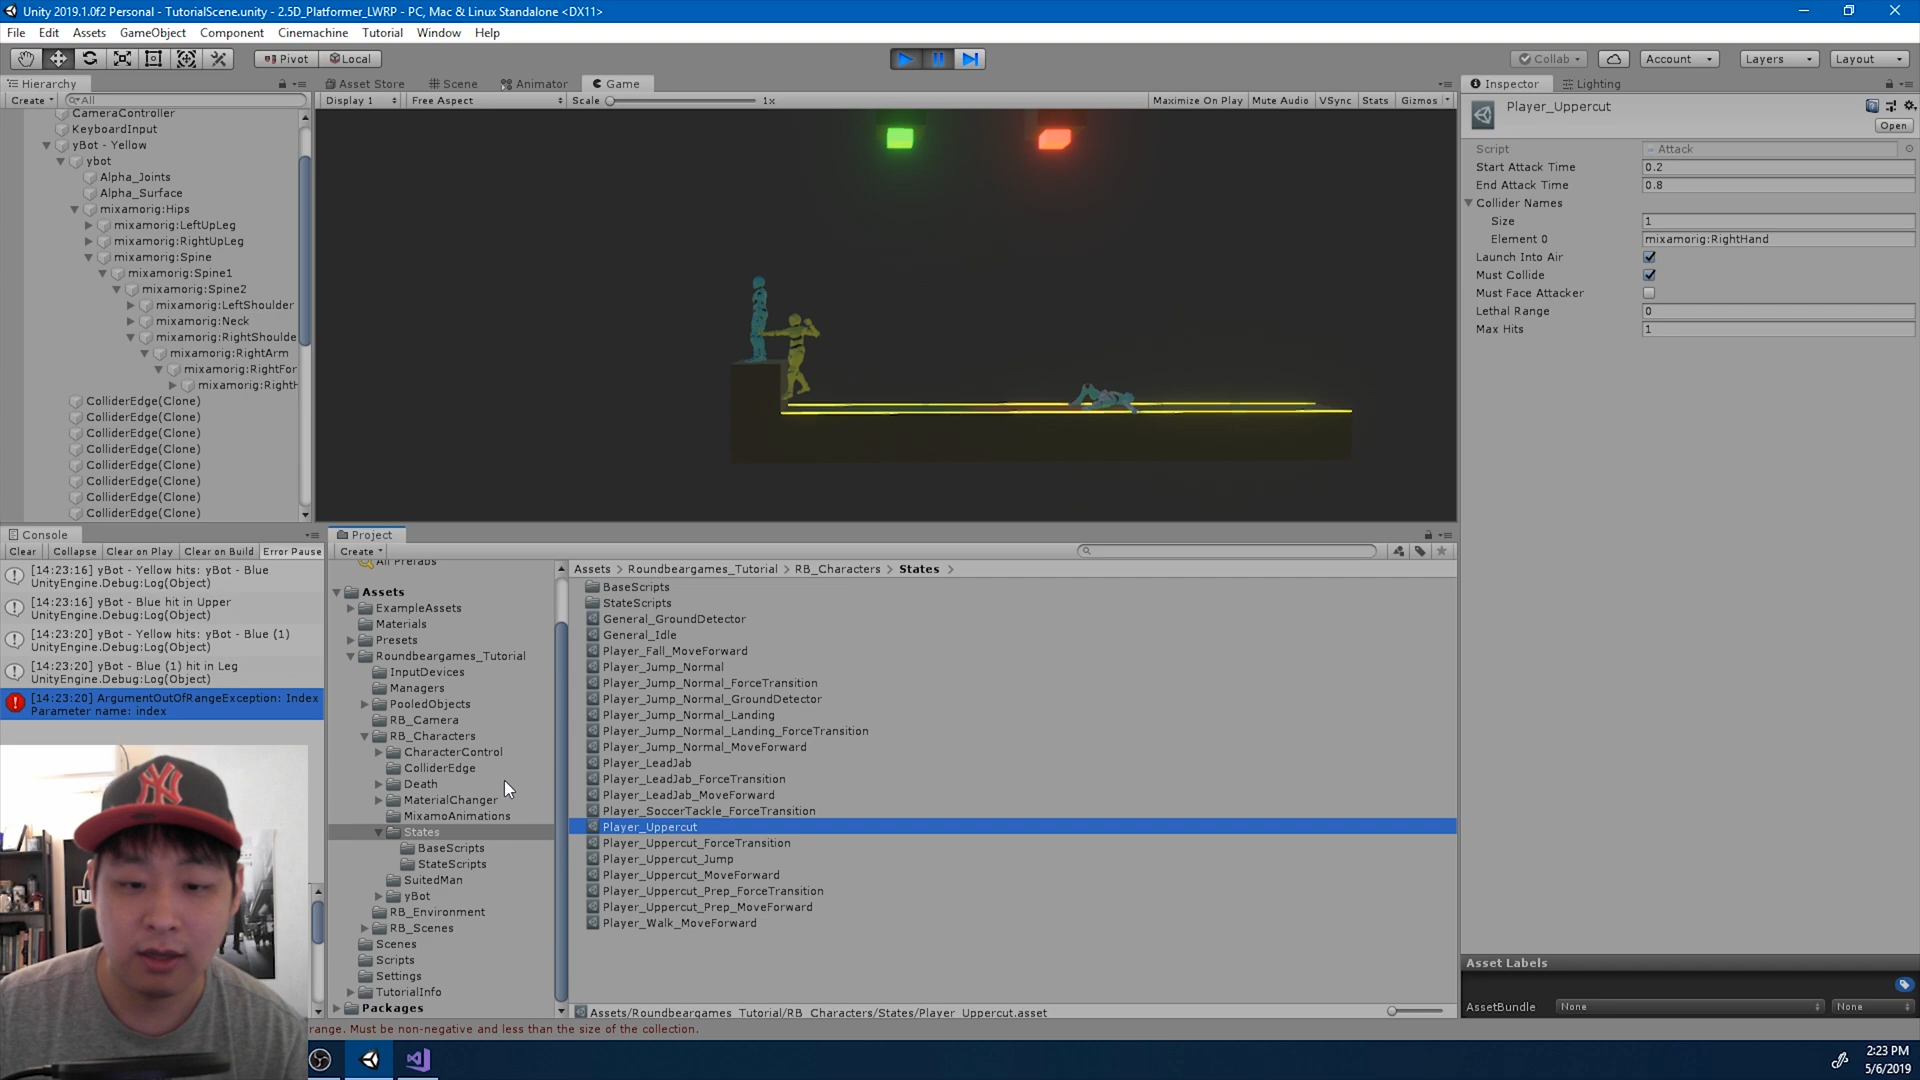 Unity 2019.1.0f2 Personal - TutorialScene.unity - 2.5D_Platformer_LWRP - PC, Mac & Linux Standalone <DX11>
File Edit Assets GameObject Component Cinemachine Tutorial Window Help
Pivot Local Collab Account Layers Layout
Hierarchy
Create All
CameraController
KeyboardInput
yBot - Yellow
ybot
Alpha_Joints
Alpha_Surface
mixamorig:Hips
mixamorig:LeftUpLeg
mixamorig:RightUpLeg
mixamorig:Spine
mixamorig:Spine1
mixamorig:Spine2
mixamorig:LeftShoulder
mixamorig:Neck
mixamorig:RightShoulde
mixamorig:RightArm
mixamorig:RightFor
mixamorig:RightH
ColliderEdge(Clone)
ColliderEdge(Clone)
ColliderEdge(Clone)
ColliderEdge(Clone)
ColliderEdge(Clone)
ColliderEdge(Clone)
ColliderEdge(Clone)
ColliderEdge(Clone)
Asset Store Scene Animator Game
Display 1 Free Aspect Scale 1x Maximize On Play Mute Audio VSync Stats Gizmos
Inspector Lighting
Player_Uppercut
Open
Script Attack
Start Attack Time 0.2
End Attack Time 0.8
Collider Names
Size 1
Element 0 mixamorig:RightHand
Launch Into Air
Must Collide
Must Face Attacker
Lethal Range 0
Max Hits 1
Asset Labels
AssetBundle None None
Console
Clear Collapse Clear on Play Clear on Build Error Pause
[14:23:16] yBot - Yellow hits: yBot - Blue
UnityEngine.Debug:Log(Object)
[14:23:16] yBot - Blue hit in Upper
UnityEngine.Debug:Log(Object)
[14:23:20] yBot - Yellow hits: yBot - Blue (1)
UnityEngine.Debug:Log(Object)
[14:23:20] yBot - Blue (1) hit in Leg
UnityEngine.Debug:Log(Object)
[14:23:20] ArgumentOutOfRangeException: Index
Parameter name: index
Project
Create
All Prefabs
Assets
ExampleAssets
Materials
Presets
Roundbeargames_Tutorial
InputDevices
Managers
PooledObjects
RB_Camera
RB_Characters
CharacterControl
ColliderEdge
Death
MaterialChanger
MixamoAnimations
States
BaseScripts
StateScripts
SuitedMan
yBot
RB_Environment
RB_Scenes
Scenes
Scripts
Settings
TutorialInfo
Packages
Assets > Roundbeargames_Tutorial > RB_Characters > States >
BaseScripts
StateScripts
General_GroundDetector
General_Idle
Player_Fall_MoveForward
Player_Jump_Normal
Player_Jump_Normal_ForceTransition
Player_Jump_Normal_GroundDetector
Player_Jump_Normal_Landing
Player_Jump_Normal_Landing_ForceTransition
Player_Jump_Normal_MoveForward
Player_LeadJab
Player_LeadJab_ForceTransition
Player_LeadJab_MoveForward
Player_SoccerTackle_ForceTransition
Player_Uppercut
Player_Uppercut_ForceTransition
Player_Uppercut_Jump
Player_Uppercut_MoveForward
Player_Uppercut_Prep_ForceTransition
Player_Uppercut_Prep_MoveForward
Player_Walk_MoveForward
Assets/Roundbeargames_Tutorial/RB_Characters/States/Player_Uppercut.asset
range. Must be non-negative and less than the size of the collection.
2:23 PM
5/6/2019